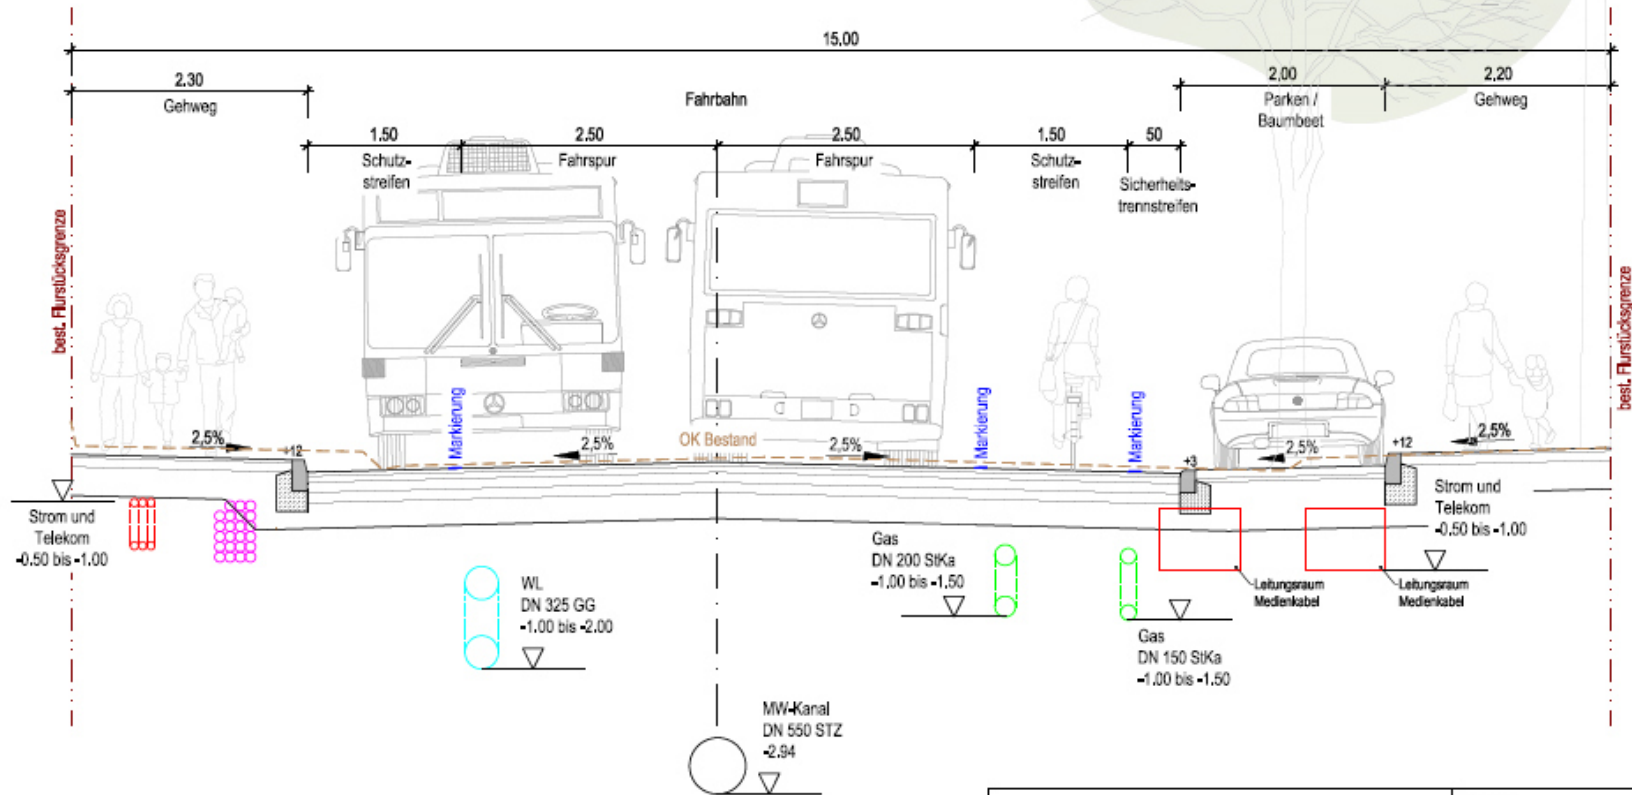 15,00
2.30
Gehweg
Fahrbahn
2,00
Parken /
Baumbeet
2,20
Gehweg
1.50
Schutz-
streifen
2.50
Fahrspur
2.50
Fahrspur
1.50
Schutz-
streifen
50
Sicherheits-
trennstreifen
best. Flurstücksgrenze
best. Flurstücksgrenze
Markierung
Markierung
Markierung
2,5%
+12
2,5%
OK Bestand
2,5%
+3
2,5%
+12
2,5%
Strom und
Telekom
-0.50 bis -1.00
WL
DN 325 GG
-1.00 bis -2.00
Gas
DN 200 StKa
-1.00 bis -1.50
Gas
DN 150 StKa
-1.00 bis -1.50
Leitungsraum
Medienkabel
Leitungsraum
Medienkabel
Strom und
Telekom
-0.50 bis -1.00
MW-Kanal
DN 550 STZ
-2.94